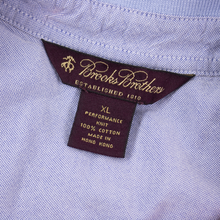 Brooks Brothers
ESTABLISHED 1818
XL
PERFORMANCE
KNIT
100% COTTON
MADE IN
HONG KONG